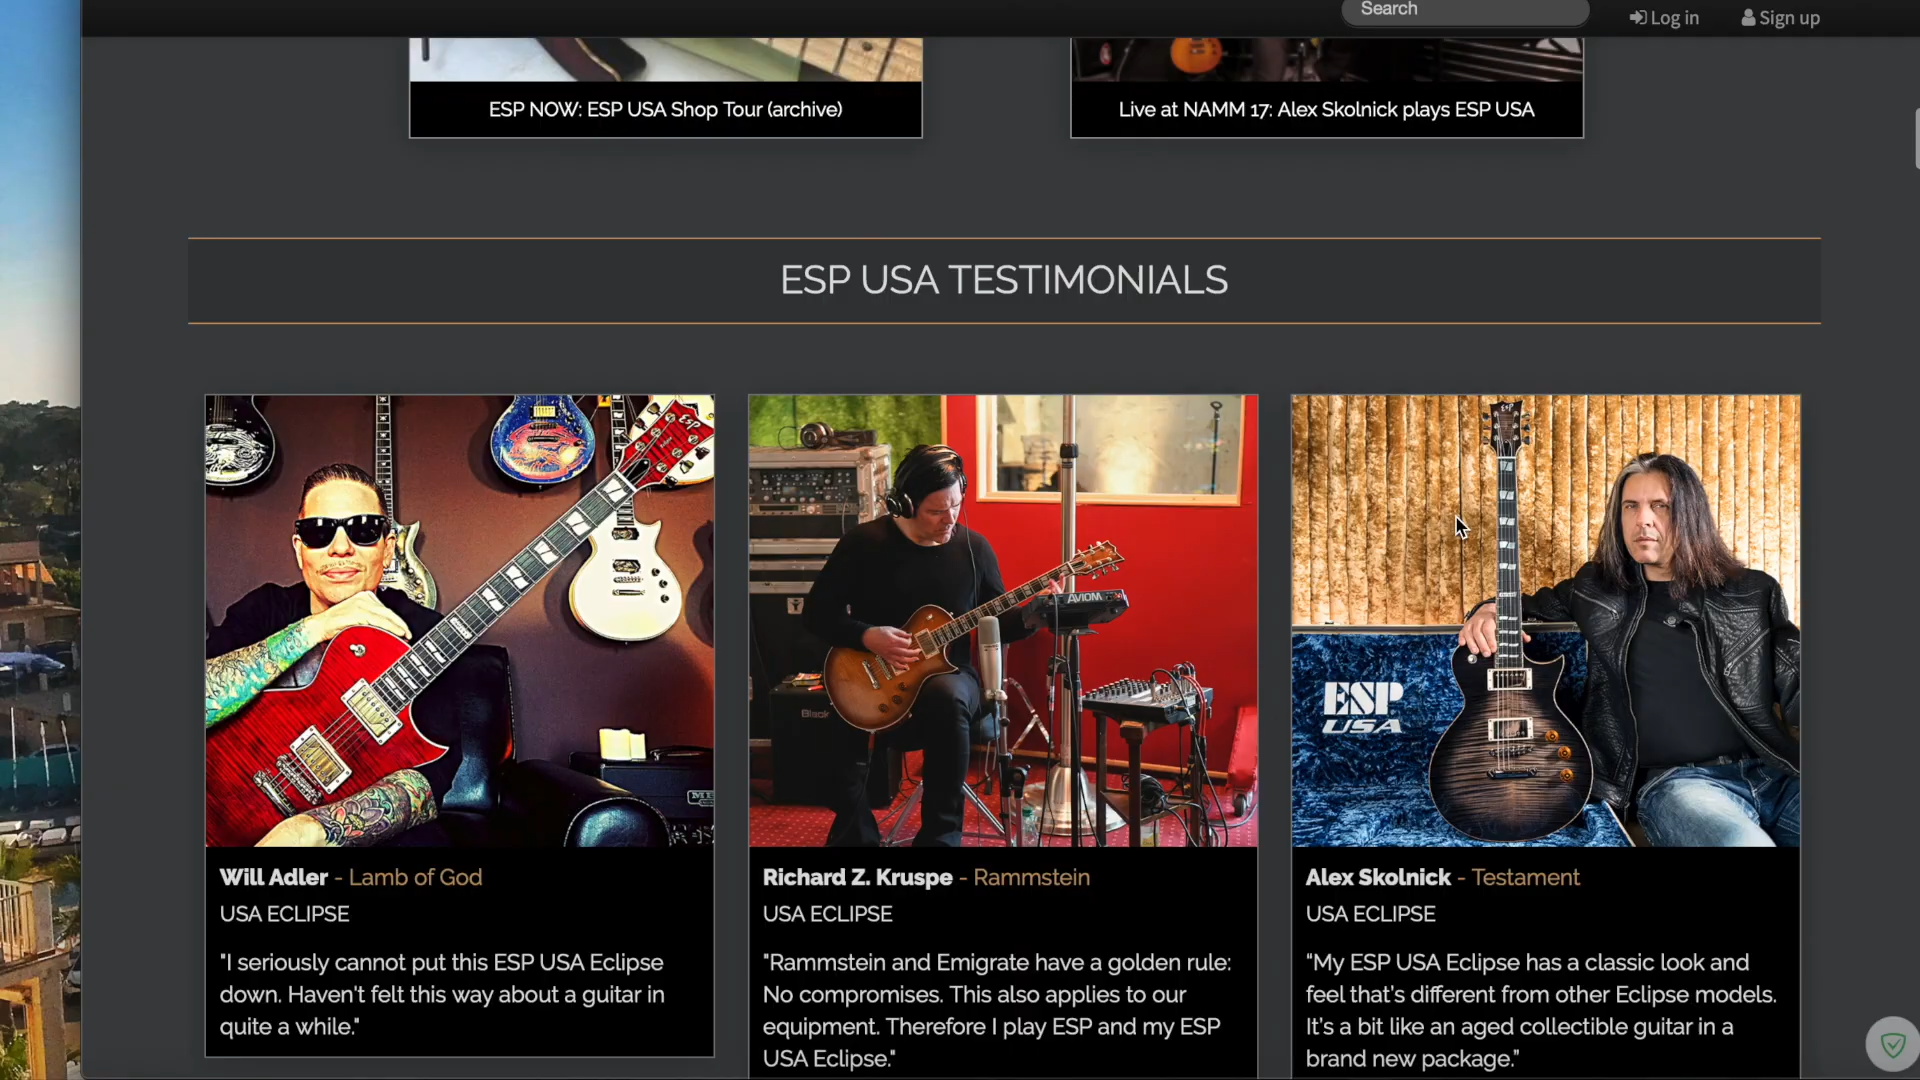 Search
Log in
Sign up
ESP NOW: ESP USA Shop Tour (archive)
Live at NAMM 17: Alex Skolnick plays ESP USA
ESP USA TESTIMONIALS
Esp
Esp
AVIOM
Black
ESP
USA
Will Adler - Lamb of God
USA ECLIPSE
"I seriously cannot put this ESP USA Eclipse
down. Haven't felt this way about a guitar in
quite a while."
Richard Z. Kruspe - Rammstein
USA ECLIPSE
"Rammstein and Emigrate have a golden rule:
No compromises. This also applies to our
equipment. Therefore I play ESP and my ESP
USA Eclipse."
Alex Skolnick - Testament
USA ECLIPSE
“My ESP USA Eclipse has a classic look and
feel that’s different from other Eclipse models.
It’s a bit like an aged collectible guitar in a
brand new package.”